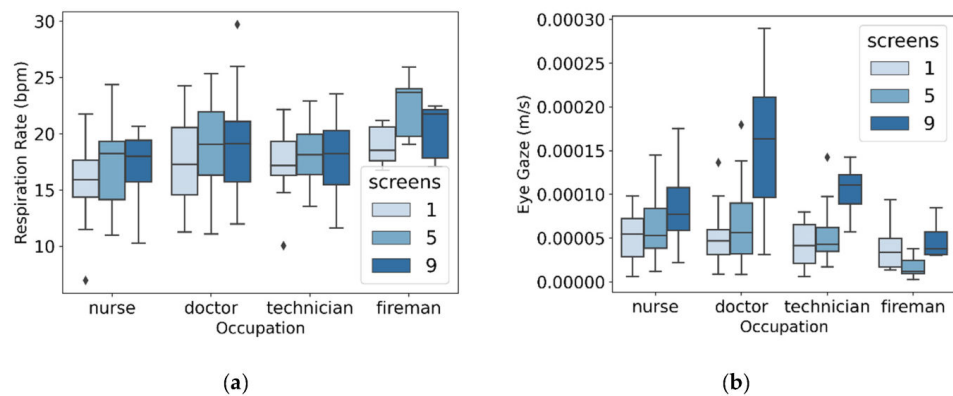 30
25
20
15
10
Respiration Rate (bpm)
screens
1
5
9
nurse doctor technician fireman
Occupation
(a)
0.00030
0.00025
0.00020
0.00015
0.00010
0.00005
0.00000
Eye Gaze (m/s)
screens
1
5
9
nurse doctor technician fireman
Occupation
(b)